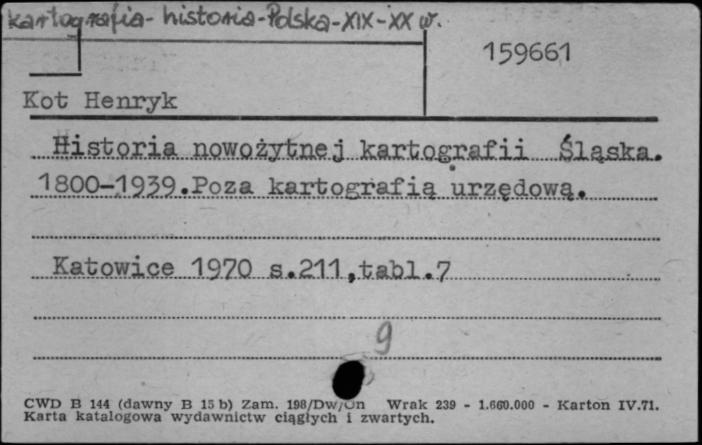 kartografia - historia - Polska - XIX - XX w.
159661
Kot Henryk
Historia nowożytnej kartografii Śląska.
1800-1939.Poza kartografią urzędową.
Katowice 1970 s.211,tabl.7
9
CWD B 144 (dawny B 15 b) Zam. 198/Dw/Un Wrak 239 - 1.660.000 - Karton IV.71.
Karta katalogowa wydawnictw ciągłych i zwartych.